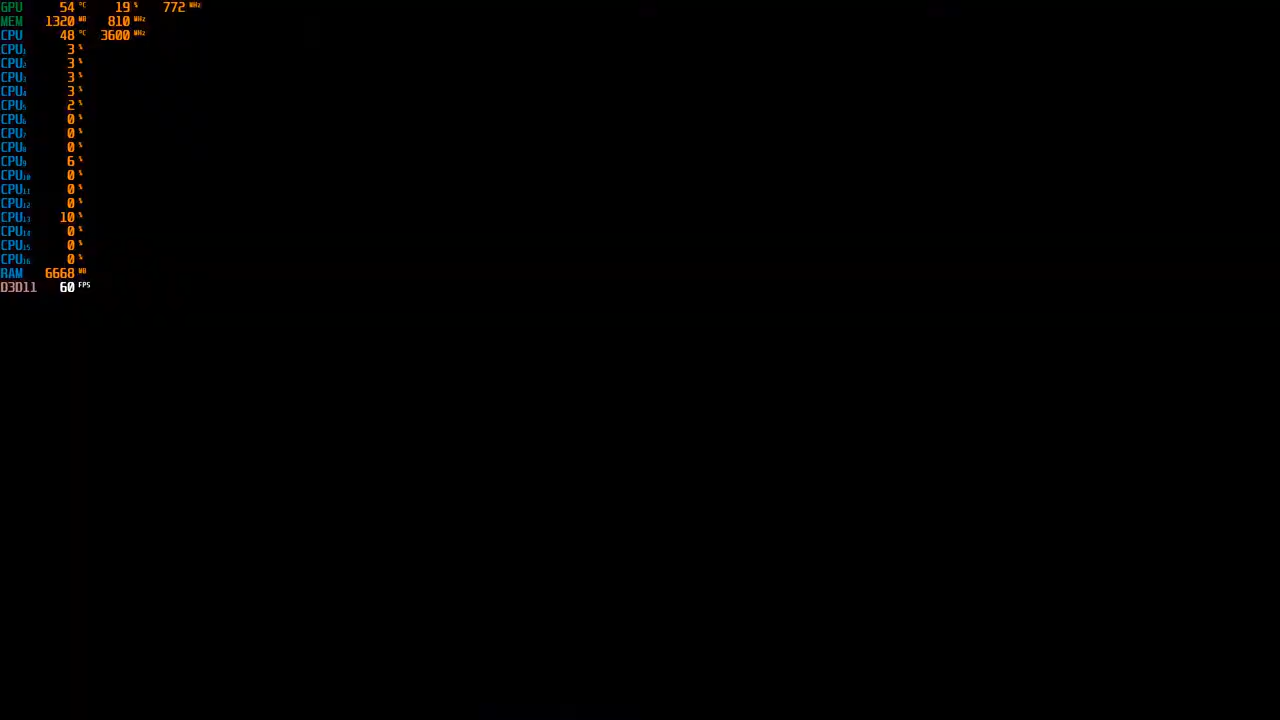 GPU 54 °C 19 % 772 MHz
MEM 1320 MB 810 MHz
CPU 48 °C 3600 MHz
CPU1 3 %
CPU2 3 %
CPU3 3 %
CPU4 3 %
CPU5 2 %
CPU6 0 %
CPU7 0 %
CPU8 0 %
CPU9 6 %
CPU10 0 %
CPU11 0 %
CPU12 0 %
CPU13 10 %
CPU14 0 %
CPU15 0 %
CPU16 0 %
RAM 6668 MB
D3D11 60 FPS